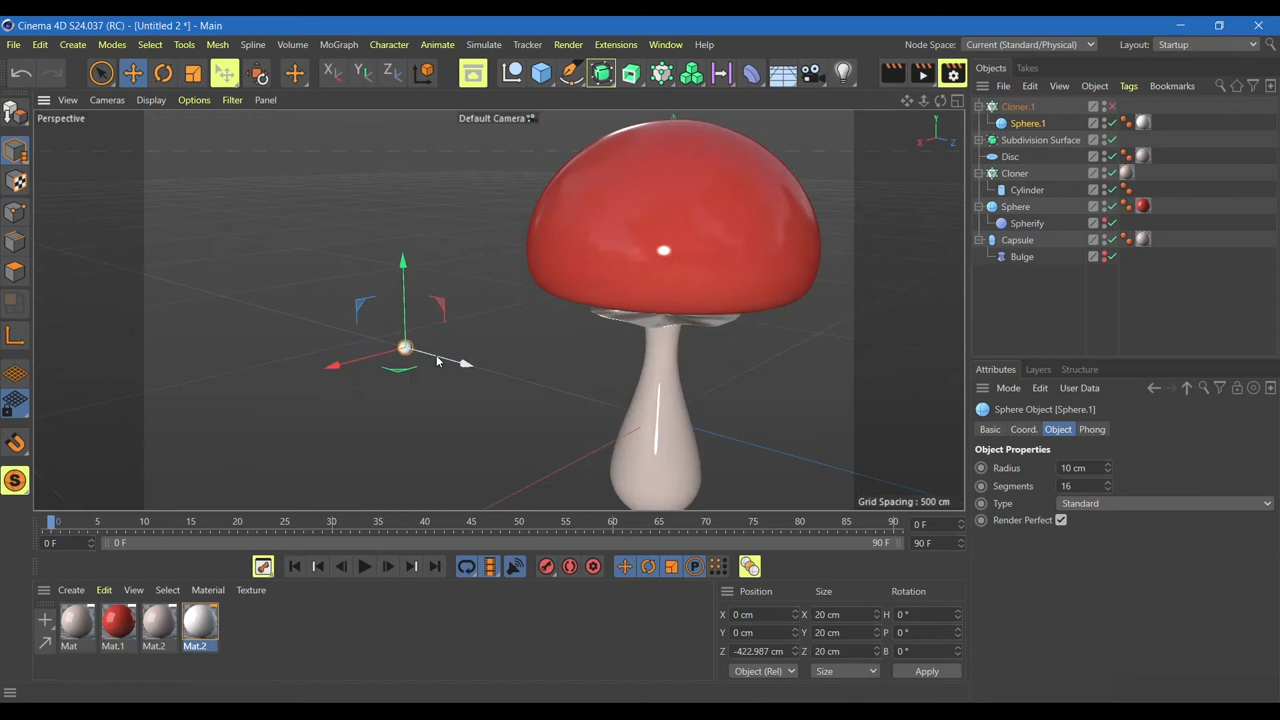 Cinema 4D S24.037 (RC) - [Untitled 2 *] - Main
File Edit Create Modes Select Tools Mesh Spline Volume MoGraph Character Animate Simulate Tracker Render Extensions Window Help Node Space: Current (Standard/Physical) Layout: Startup
X Y Z
Objects Takes
View Cameras Display Options Filter Panel
File Edit View Object Tags Bookmarks
Perspective Default Camera
Y
X Z
Cloner.1
Sphere.1
Subdivision Surface
Disc
Cloner
Cylinder
Sphere
Spherify
Capsule
Bulge
Attributes Layers Structure
Mode Edit User Data
Sphere Object [Sphere.1]
Basic Coord. Object Phong
Object Properties
Radius 10 cm
Segments 16
Type Standard
Render Perfect
S
Grid Spacing : 500 cm
0 5 10 15 20 25 30 35 40 45 50 55 60 65 70 75 80 85 90 0 F
0 F 0 F 90 F 90 F
P
Create Edit View Select Material Texture
Position Size Rotation
X 0 cm X 20 cm H 0 °
Y 0 cm Y 20 cm P 0 °
Z -422.987 cm Z 20 cm B 0 °
Object (Rel) Size Apply
Mat Mat.1 Mat.2 Mat.2